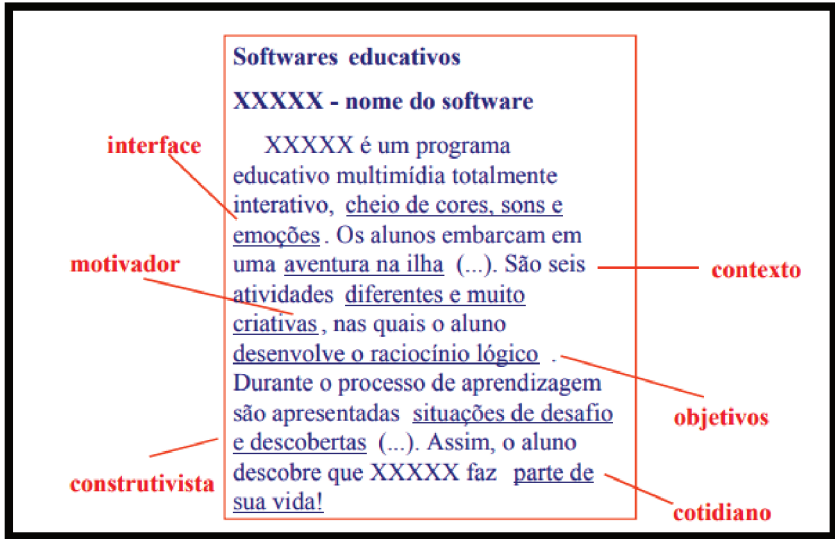 Softwares educativos
XXXXX - nome do software
interface
XXXXX é um programa
educativo multimídia totalmente
interativo, cheio de cores, sons e
emoções . Os alunos embarcam em
motivador
uma aventura na ilha (...). São seis
contexto
atividades diferentes e muito
criativas , nas quais o aluno
desenvolve o raciocínio lógico .
objetivos
Durante o processo de aprendizagem
são apresentadas situações de desafio
e descobertas (...). Assim, o aluno
construtivista
descobre que XXXXX faz parte de
sua vida!
cotidiano